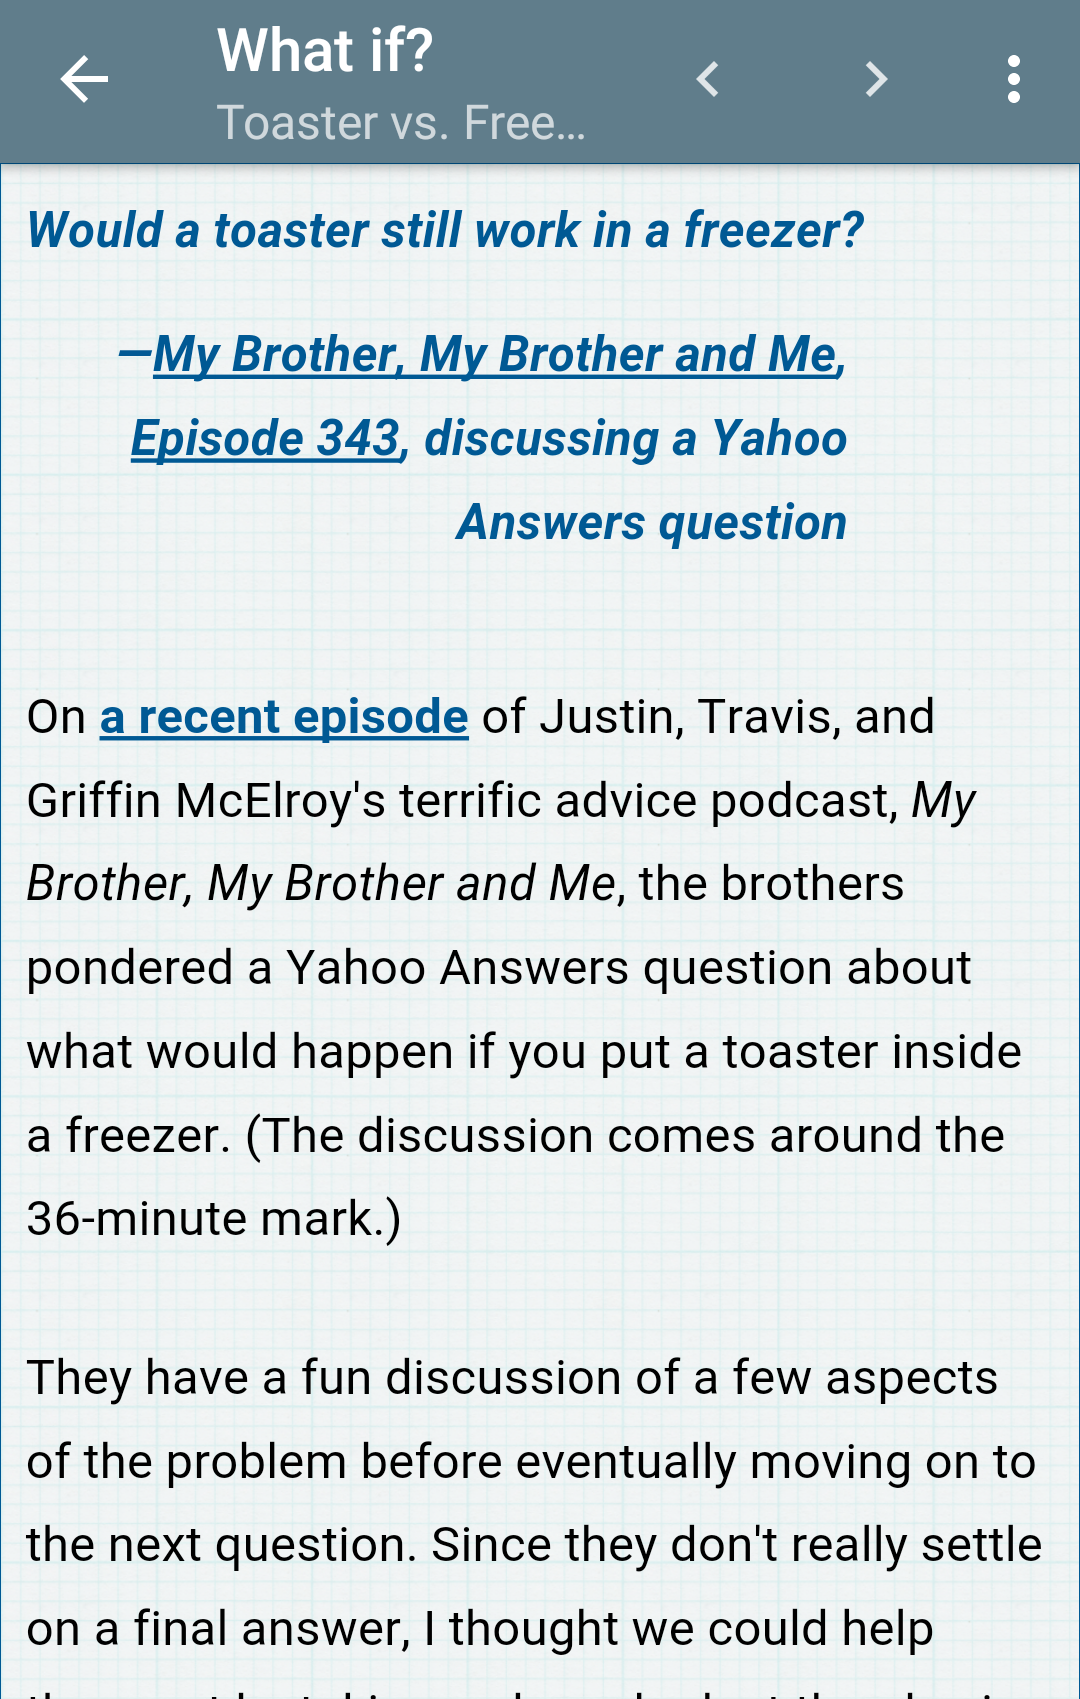 What if?
Toaster vs. Free...
Would a toaster still work in a freezer?
—My Brother, My Brother and Me,
Episode 343, discussing a Yahoo
Answers question
On a recent episode of Justin, Travis, and
Griffin McElroy's terrific advice podcast, My
Brother, My Brother and Me, the brothers
pondered a Yahoo Answers question about
what would happen if you put a toaster inside
a freezer. (The discussion comes around the
36-minute mark.)
They have a fun discussion of a few aspects
of the problem before eventually moving on to
the next question. Since they don't really settle
on a final answer, I thought we could help